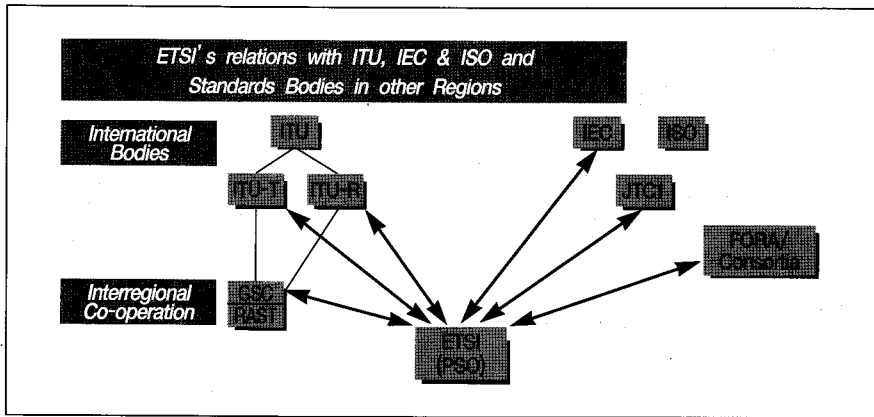 ETSI's relations with ITU, IEC & ISO and
Standards Bodies in other Regions
International
Bodies
ITU
IEC
ISO
ITU-T
ITU-R
JTC1
FORA/
Consortia
Interregional
Co-operation
GSC
RAST
ETSI
(PSO)